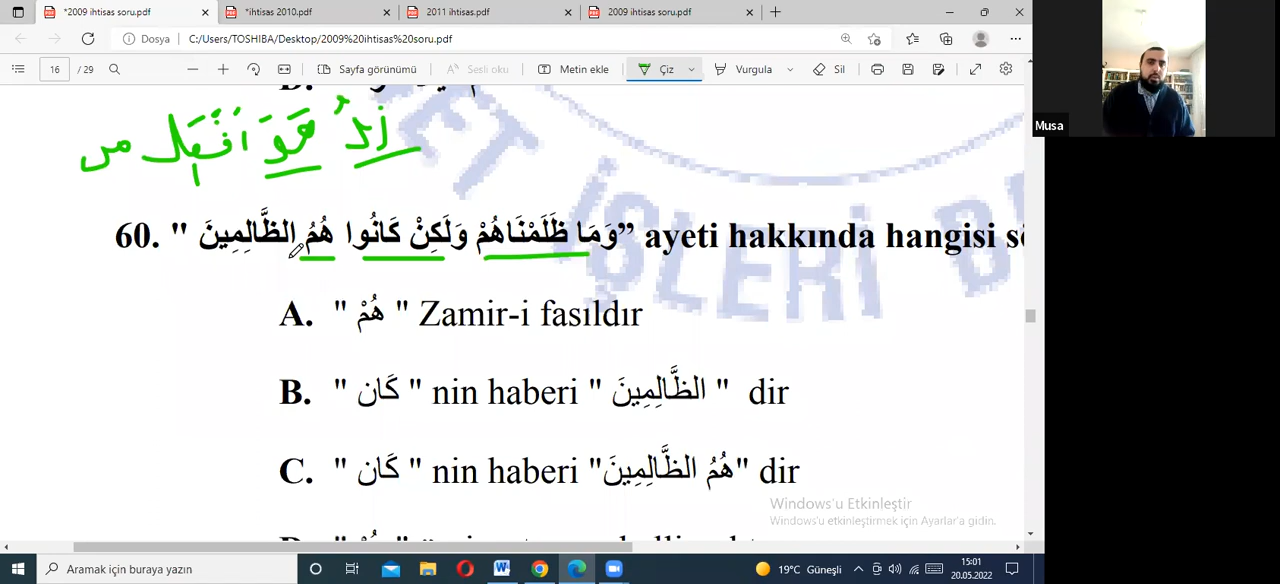 *2009 ihtisas soru.pdf
*ihtisas 2010.pdf
2011 ihtisas.pdf
2009 ihtisas soru.pdf
Dosya C:/Users/TOSHIBA/Desktop/2009%20ihtisas%20soru.pdf
16 / 29 Sayfa görünümü Sesli oku Metin ekle Çiz Vurgula Sil
Musa
ET İŞLERİ B
60. " وَمَا ظَلَمْنَاهُمْ وَلَكِنْ كَانُوا هُمُ الظَّالِمِينَ” ayeti hakkında hangisi
A. " هُمْ " Zamir-i fasıldır
B. " كَان " nin haberi " الظَّالِمِينَ " dir
C. " كَان " nin haberi "هُمُ الظَّالِمِينَ" dir
Windows'u Etkinleştir
Windows'u etkinleştirmek için Ayarlar'a gidin.
Aramak için buraya yazın
19°C Güneşli
15:01
20.05.2022